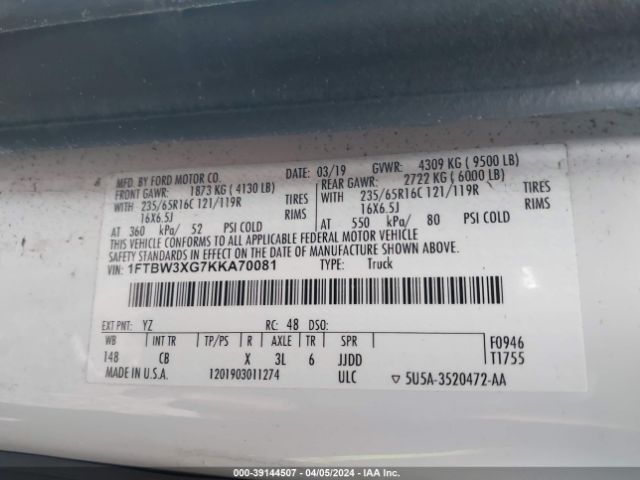 MFD. BY FORD MOTOR CO. DATE: 03/19 GVWR: 4309 KG ( 9500 LB)
FRONT GAWR: 1873 KG ( 4130 LB) REAR GAWR: 2722 KG ( 6000 LB)
WITH 235/65R16C 121/119R TIRES WITH 235/65R16C 121/119R TIRES
16X6.5J RIMS 16X6.5J RIMS
AT 360 kPa/ 52 PSI COLD AT 550 kPa/ 80 PSI COLD
THIS VEHICLE CONFORMS TO ALL APPLICABLE FEDERAL MOTOR VEHICLE
SAFETY STANDARDS IN EFFECT ON THE DATE OF MANUFACTURE SHOWN ABOVE.
VIN: 1FTBW3XG7KKA70081 TYPE: Truck
EXT PNT: YZ RC: 48 DSO:
WB INT TR TP/PS R AXLE TR SPR F0946
148 CB X 3L 6 JJDD T1755
MADE IN U.S.A. 1201903011274 ULC 5U5A-3520472-AA
000-39144507 - 04/05/2024 - IAA Inc.